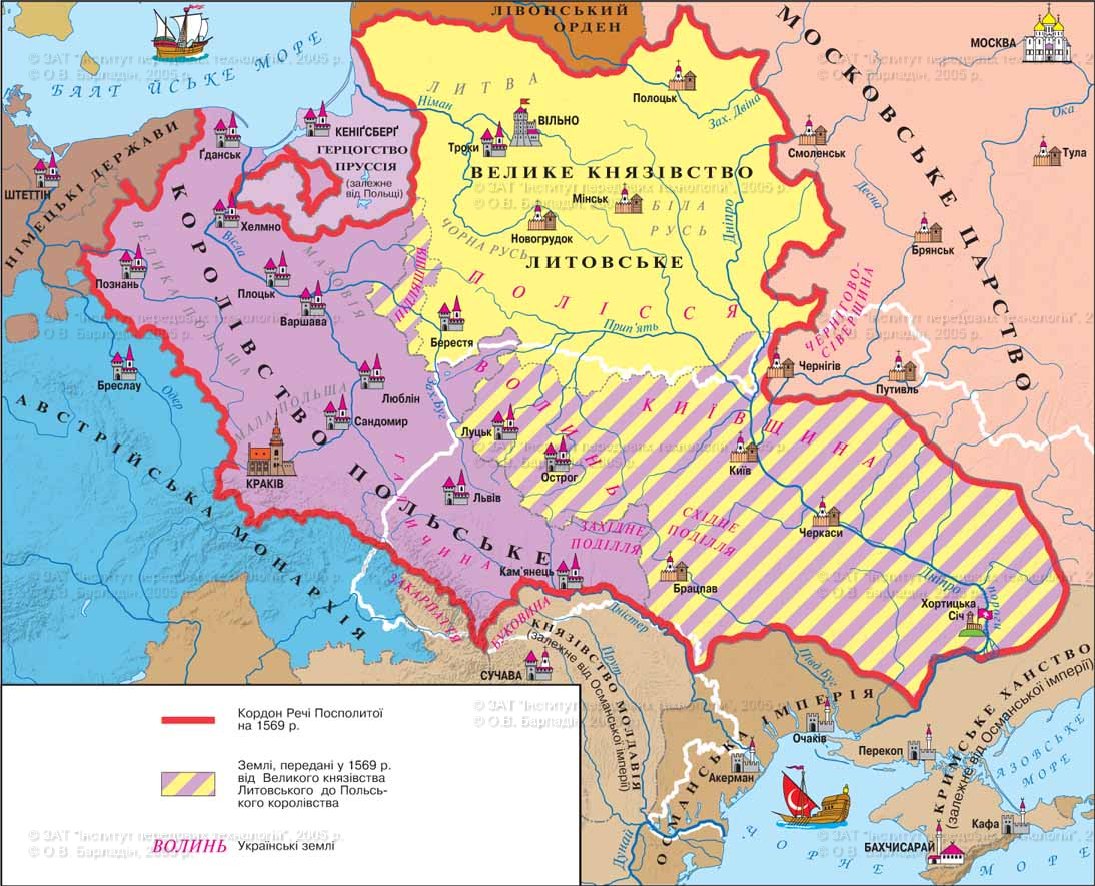 ЛІВОНСЬКИЙ
ОРДЕН
МОСКВА
МОСКОВСЬКЕ ЦАРСТВО
Ока
Тула
БАЛТІЙСЬКЕ МОРЕ
© ЗАТ "Інститут передових технологій", 2005 р.
© О.В. Барладін, 2005 р.
ЛИТВА
Полоцьк
Зах. Двіна
Німан
ВІЛЬНО
Троки
КЕНІҐСБЕРҐ
ГЕРЦОГСТВО
ПРУССІЯ
(залежне
від Польщі)
Ґданськ
НІМЕЦЬКІ ДЕРЖАВИ
ШТЕТТІН
Смоленськ
ВЕЛИКЕ КНЯЗІВСТВО
ЛИТОВСЬКЕ
Мінськ
БІЛА
РУСЬ
Дніпро
Десна
Новогрудок
ЧОРНА РУСЬ
Брянськ
Хелмно
Вісла
КОРОЛІВСТВО
ПОЛЬСЬКЕ
ВЕЛИКА ПОЛЬЩА
МАЗОВІЯ
Познань
Плоцьк
Варшава
ПІДЛЯШШЯ
ПОЛІССЯ
Берестя
Прип'ять
ЧЕРНІГОВО-
СІВЕРЩИНА
Чернігів
Путивль
Бреслау
Одер
Люблін
МАЛА ПОЛЬЩА
Сандомир
Зах. Буг
ВОЛИНЬ
КИЇВЩИНА
Луцьк
Острог
Київ
КРАКІВ
Львів
ГАЛИЧИНА
АВСТРІЙСЬКА МОНАРХІЯ
ЗАХІДНЕ
ПОДІЛЛЯ
СХІДНЕ
ПОДІЛЛЯ
Черкаси
Кам'янець
Брацлав
Дніпро
пороги
Хортицька
Січ
ЗАКАРПАТТЯ
БУКОВИНА
Дністер
Прут
Півд. Буг
СУЧАВА
КНЯЗІВСТВО МОЛДАВІЯ
(залежне від Османської імперії)
ОСМАНСЬКА ІМПЕРІЯ
Очаків
Перекоп
Акерман
КРИМСЬКЕ ХАНСТВО
(залежне від Османської імперії)
АЗОВСЬКЕ
МОРЕ
Кафа
БАХЧИСАРАЙ
Дунай
ЧОРНЕ МОРЕ
Кордон Речі Посполитої
на 1569 р.
Землі, передані у 1569 р.
від Великого князівства
Литовського до Польсь-
кого королівства
ВОЛИНЬ Українські землі